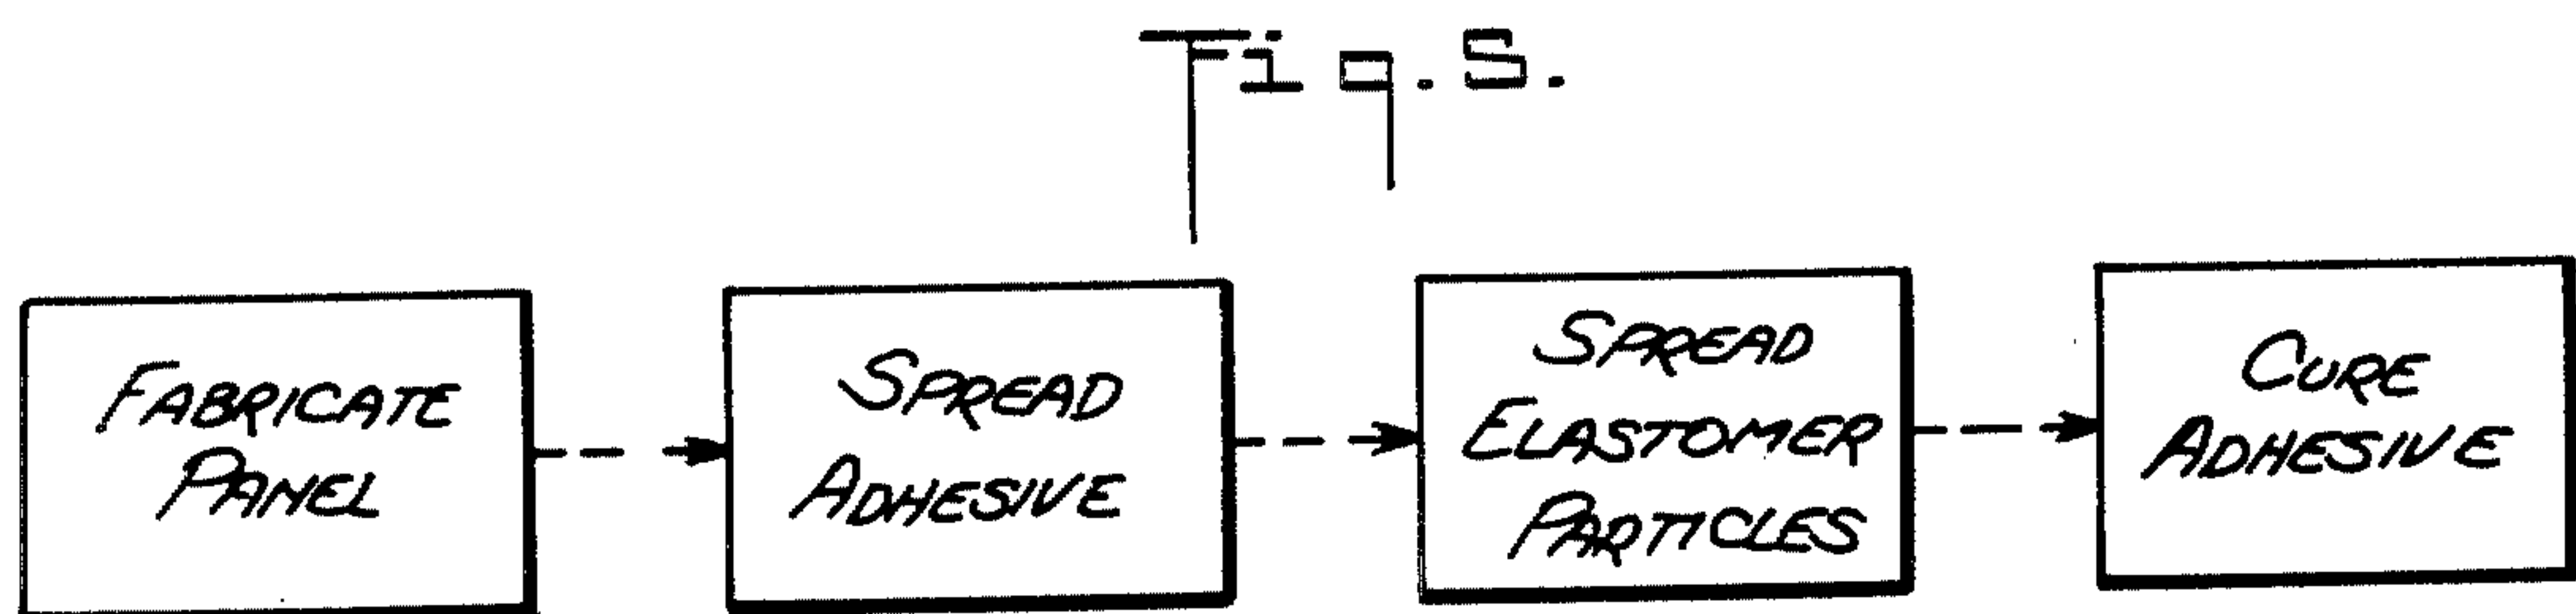 Fig.5.
FABRICATE
PANEL
SPREAD
ADHESIVE
SPREAD
ELASTOMER
PARTICLES
CURE
ADHESIVE